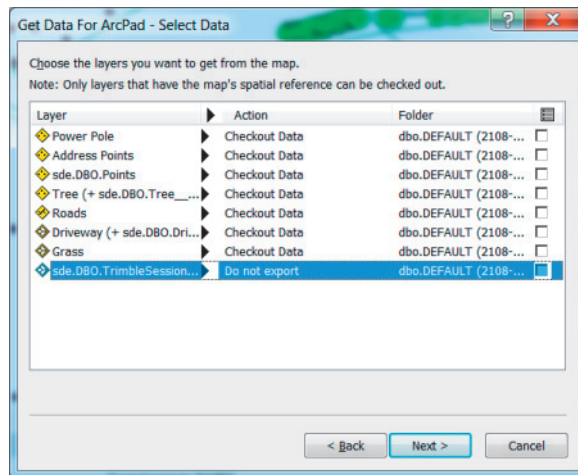 Get Data For ArcPad - Select Data
Choose the layers you want to get from the map.
Note: Only layers that have the map's spatial reference can be checked out.
Layer Action Folder
Power Pole Checkout Data dbo.DEFAULT (2108-...
Address Points Checkout Data dbo.DEFAULT (2108-...
sde.DBO.Points Checkout Data dbo.DEFAULT (2108-...
Tree (+ sde.DBO.Tree__... Checkout Data dbo.DEFAULT (2108-...
Roads Checkout Data dbo.DEFAULT (2108-...
Driveway (+ sde.DBO.Dri... Checkout Data dbo.DEFAULT (2108-...
Grass Checkout Data dbo.DEFAULT (2108-...
sde.DBO.TrimbleSession... Do not export dbo.DEFAULT (2108-...
< Back Next > Cancel